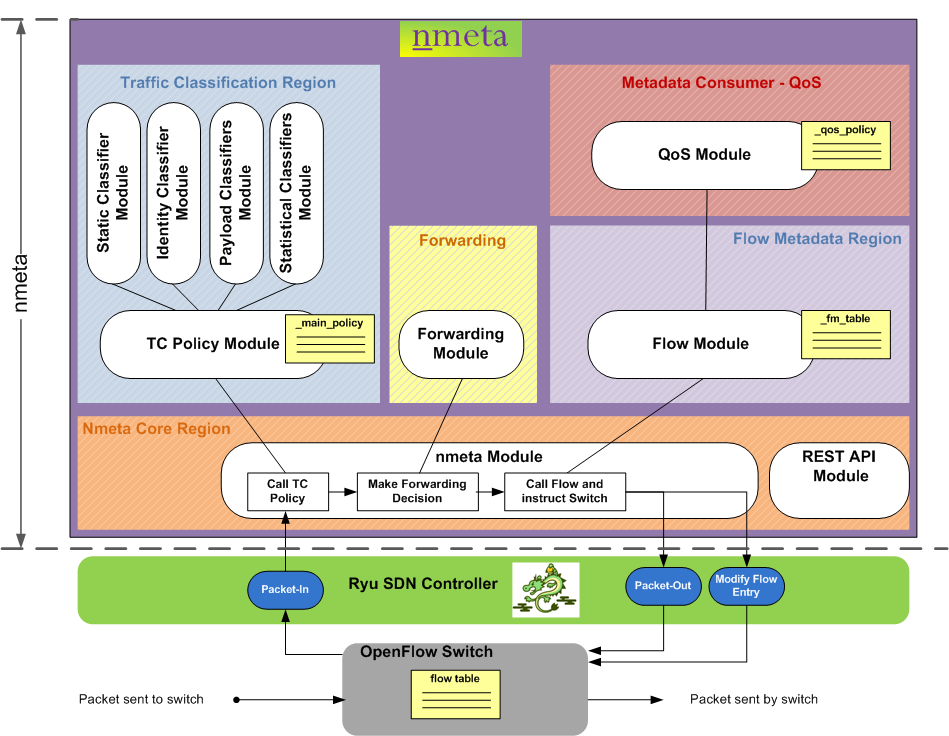 nmeta
nmeta
Traffic Classification Region
Static Classifier
Module
Identity Classifier
Module
Payload Classifiers
Module
Statistical Classifiers
Module
TC Policy Module
_main_policy
Forwarding
Forwarding
Module
Metadata Consumer - QoS
QoS Module
_qos_policy
Flow Metadata Region
Flow Module
_fm_table
Nmeta Core Region
nmeta Module
Call TC
Policy
Make Forwarding
Decision
Call Flow and
instruct Switch
REST API
Module
Packet-In
Ryu SDN Controller
Packet-Out
Modify Flow
Entry
OpenFlow Switch
flow table
Packet sent to switch
Packet sent by switch